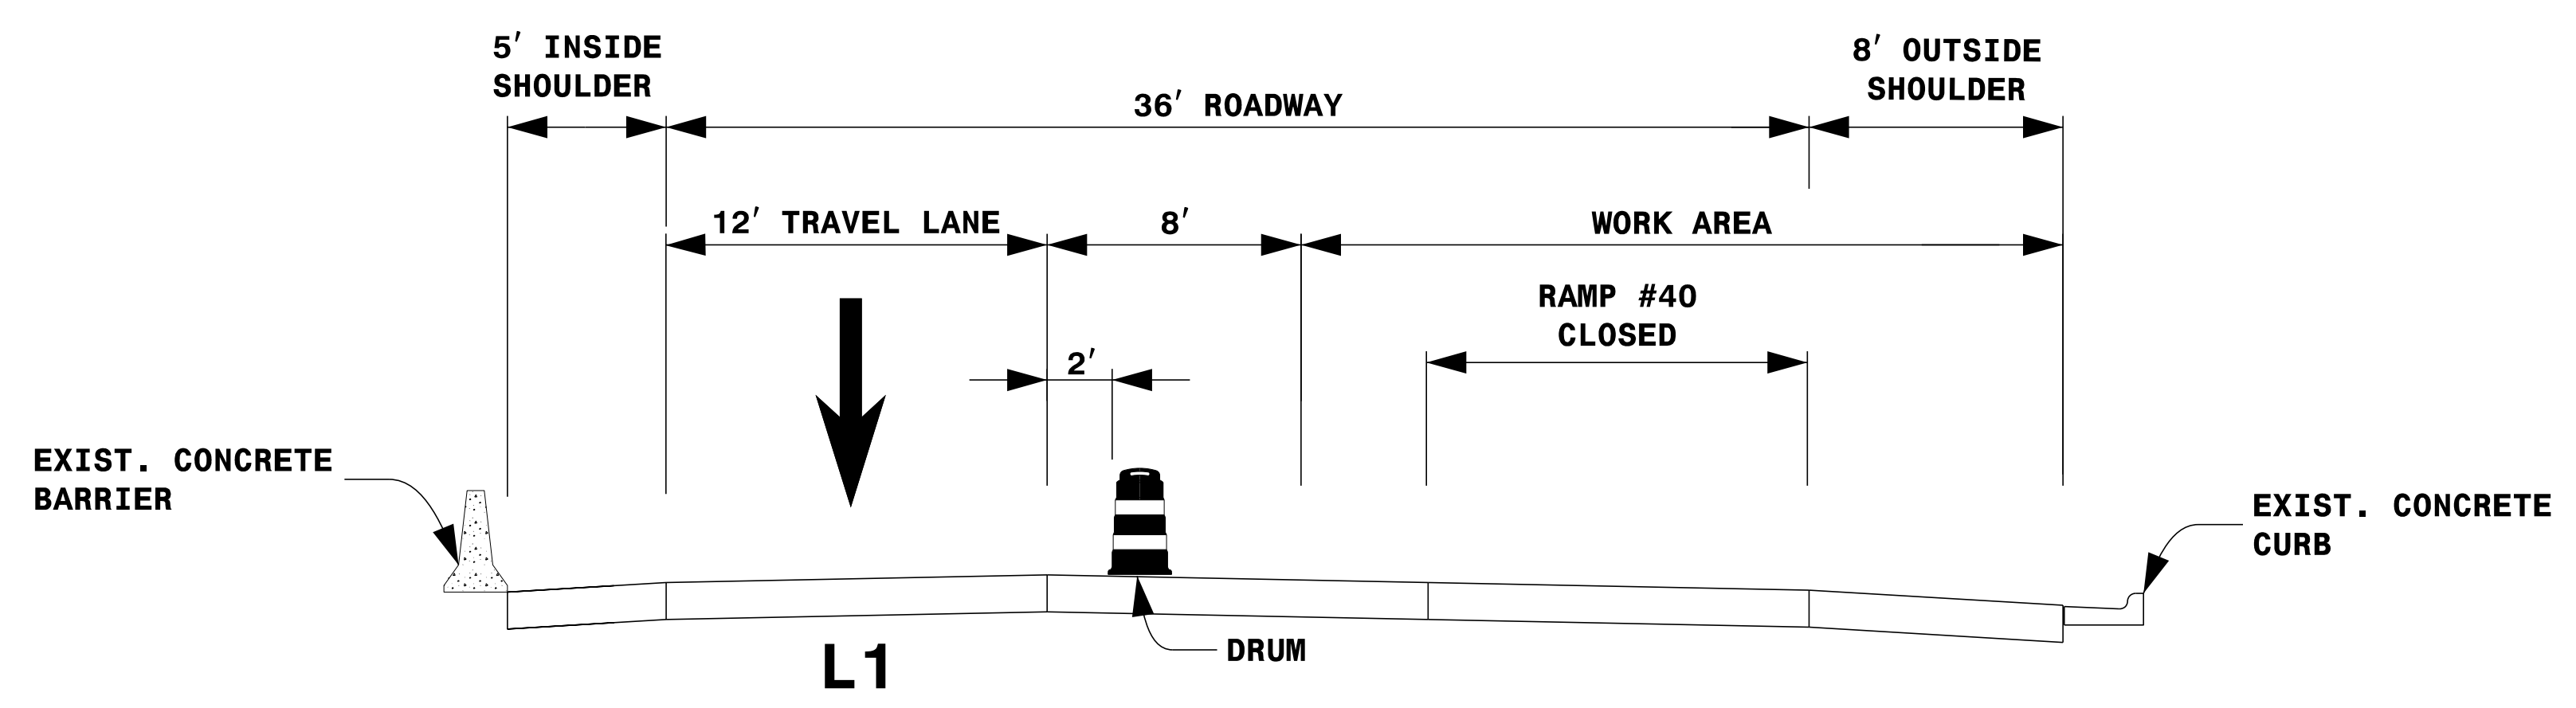 5' INSIDE
SHOULDER
8' OUTSIDE
SHOULDER
36' ROADWAY
12' TRAVEL LANE
8'
WORK AREA
RAMP #40
CLOSED
2'
EXIST. CONCRETE
BARRIER
EXIST. CONCRETE
CURB
DRUM
L1